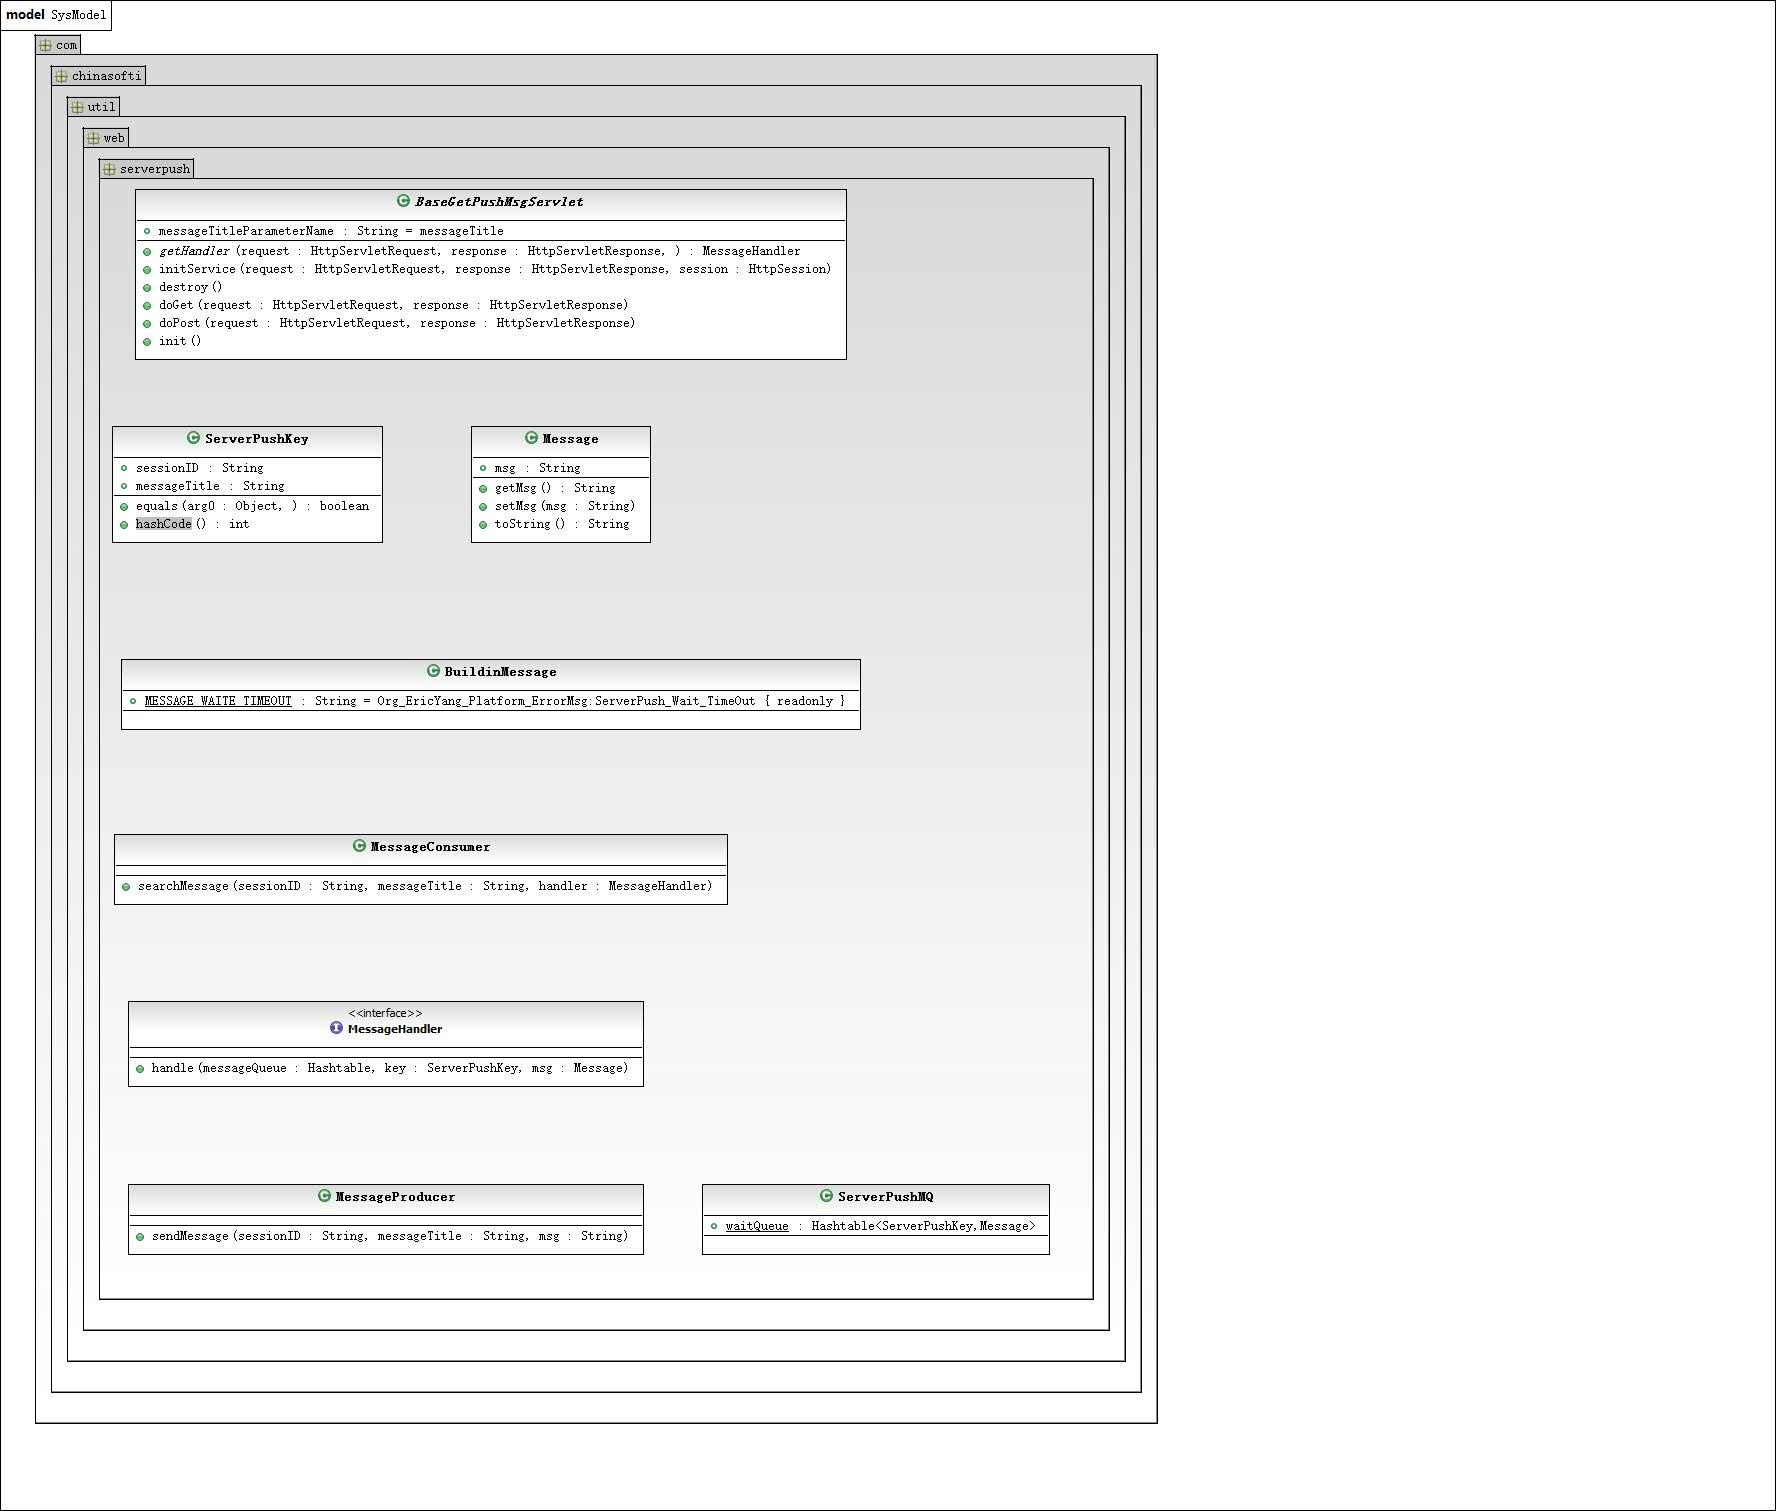 model SysModel
com
chinasofti
util
web
serverpush
BaseGetPushMsgServlet
messageTitleParameterName : String = messageTitle
getHandler(request : HttpServletRequest, response : HttpServletResponse, ) : MessageHandler
initService(request : HttpServletRequest, response : HttpServletResponse, session : HttpSession)
destroy()
doGet(request : HttpServletRequest, response : HttpServletResponse)
doPost(request : HttpServletRequest, response : HttpServletResponse)
init()
ServerPushKey
sessionID : String
messageTitle : String
equals(arg0 : Object, ) : boolean
hashCode() : int
Message
msg : String
getMsg() : String
setMsg(msg : String)
toString() : String
BuildinMessage
MESSAGE_WAITE_TIMEOUT : String = Org_EricYang_Platform_ErrorMsg:ServerPush_Wait_TimeOut { readonly }
MessageConsumer
searchMessage(sessionID : String, messageTitle : String, handler : MessageHandler)
<<interface>>
MessageHandler
handle(messageQueue : Hashtable, key : ServerPushKey, msg : Message)
MessageProducer
sendMessage(sessionID : String, messageTitle : String, msg : String)
ServerPushMQ
waitQueue : Hashtable<ServerPushKey,Message>